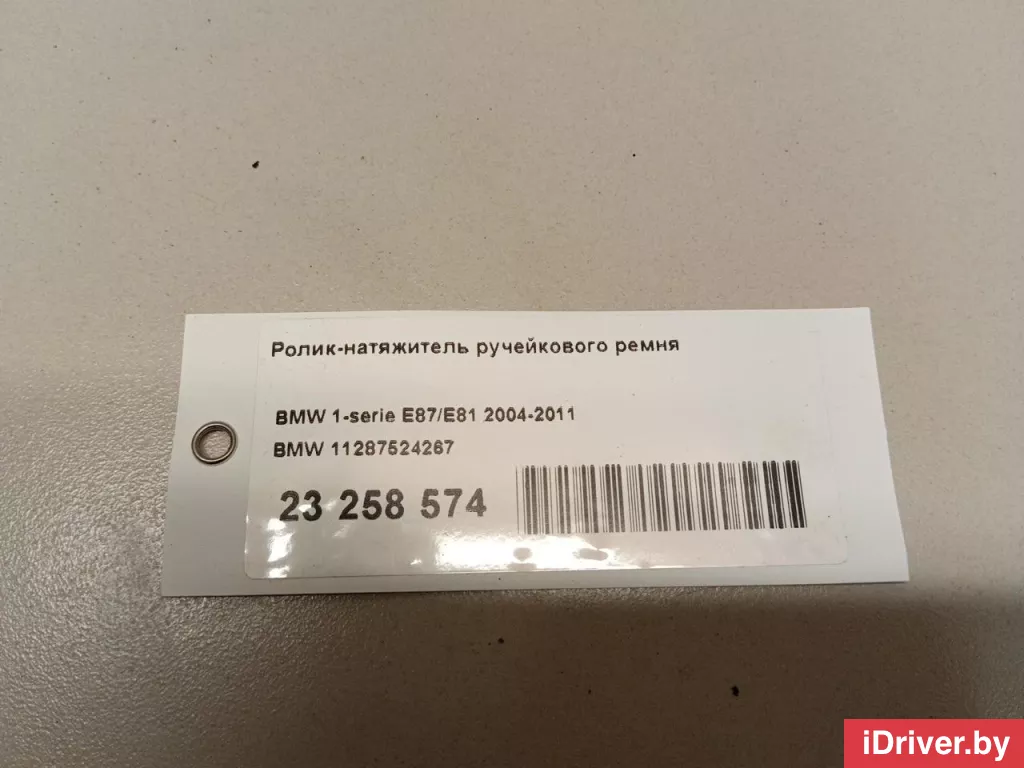 Ролик-натяжитель ручейкового ремня
BMW 1-serie E87/E81 2004-2011
BMW 11287524267
23 258 574
iDriver.by